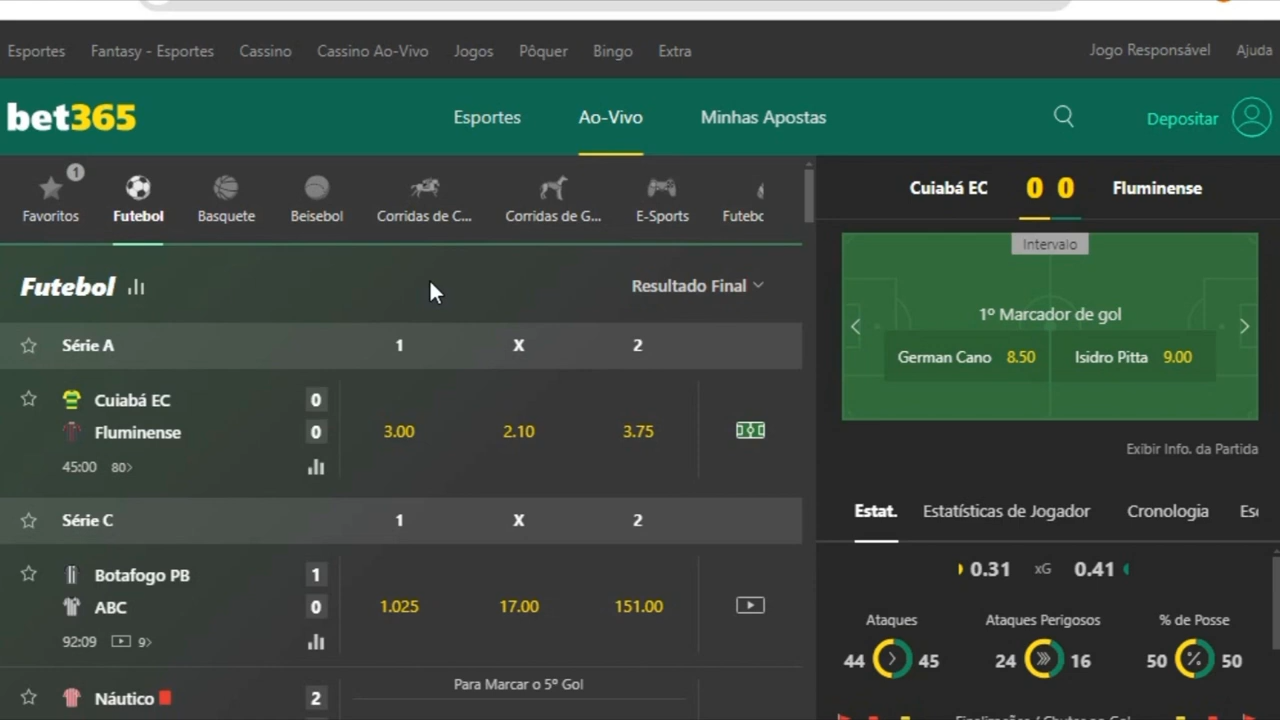 Esportes Fantasy - Esportes Cassino Cassino Ao-Vivo Jogos Pôquer Bingo Extra Jogo Responsável Ajuda
bet365 Esportes Ao-Vivo Minhas Apostas Depositar
1
Favoritos Futebol Basquete Beisebol Corridas de C... Corridas de G... E-Sports Futebc
Futebol Resultado Final
Série A 1 X 2
Cuiabá EC 0
Fluminense 0
3.00 2.10 3.75
45:00 80>
Série C 1 X 2
Botafogo PB 1
ABC 0
1.025 17.00 151.00
92:09 9>
Náutico 2
Para Marcar o 5º Gol
Cuiabá EC 0 0 Fluminense
Intervalo
1º Marcador de gol
German Cano 8.50 Isidro Pitta 9.00
Exibir Info. da Partida
Estat. Estatísticas de Jogador Cronologia Es
0.31 xG 0.41
Ataques Ataques Perigosos % de Posse
44 45 24 16 50 % 50